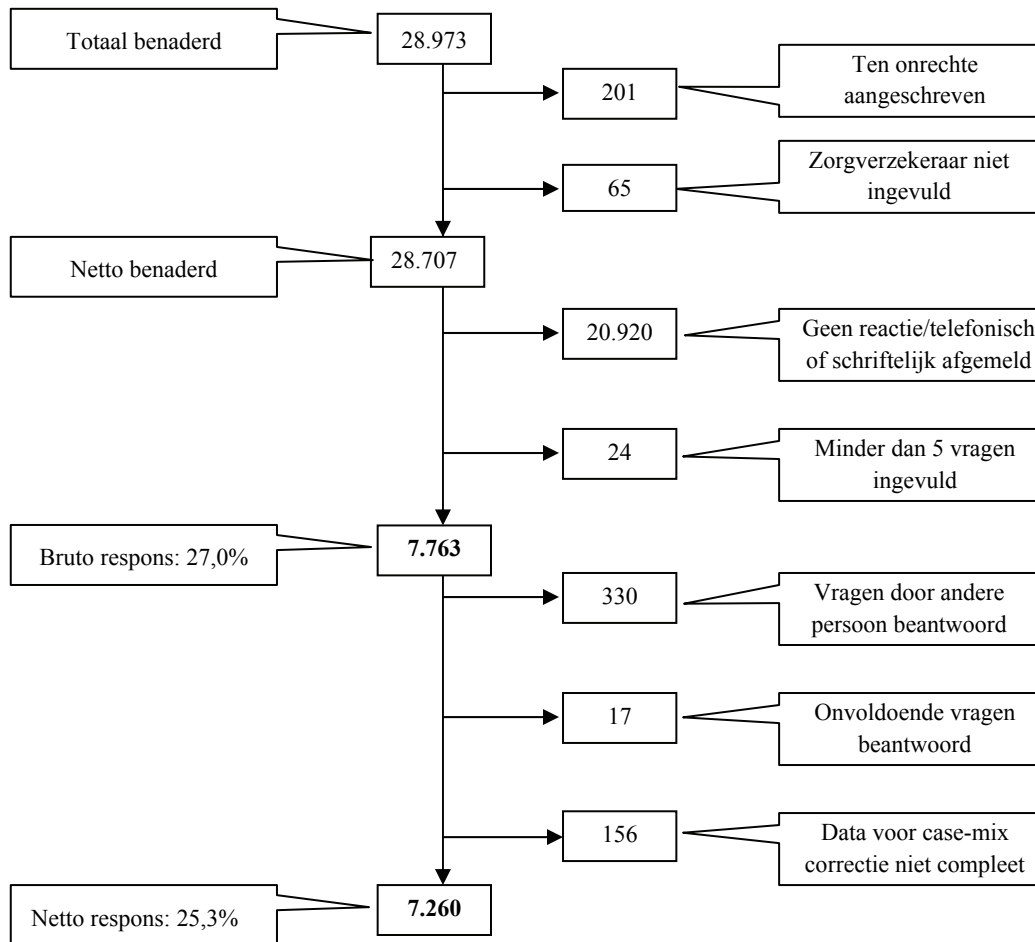 Totaal benaderd
28.973
201
Ten onrechte
aangeschreven
65
Zorgverzekeraar niet
ingevuld
Netto benaderd
28.707
20.920
Geen reactie/telefonisch
of schriftelijk afgemeld
24
Minder dan 5 vragen
ingevuld
Bruto respons: 27,0%
7.763
330
Vragen door andere
persoon beantwoord
17
Onvoldoende vragen
beantwoord
156
Data voor case-mix
correctie niet compleet
Netto respons: 25,3%
7.260